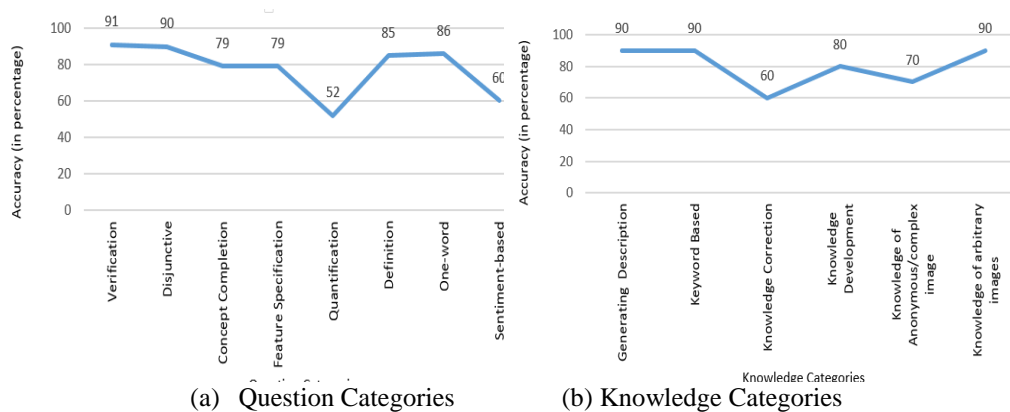 Accuracy (in percentage)
100
80
60
40
20
0
91
90
79
79
52
85
86
60
Verification
Disjunctive
Concept Completion
Feature Specification
Quantification
Definition
One-word
Sentiment-based
(a) Question Categories
Accuracy (in percentage)
100
80
60
40
20
0
90
90
60
80
70
90
Generating Description
Keyword Based
Knowledge Correction
Knowledge
Development
Knowledge of
Anonymous/complex
image
Knowledge of arbitrary
images
Knowledge Categories
(b) Knowledge Categories